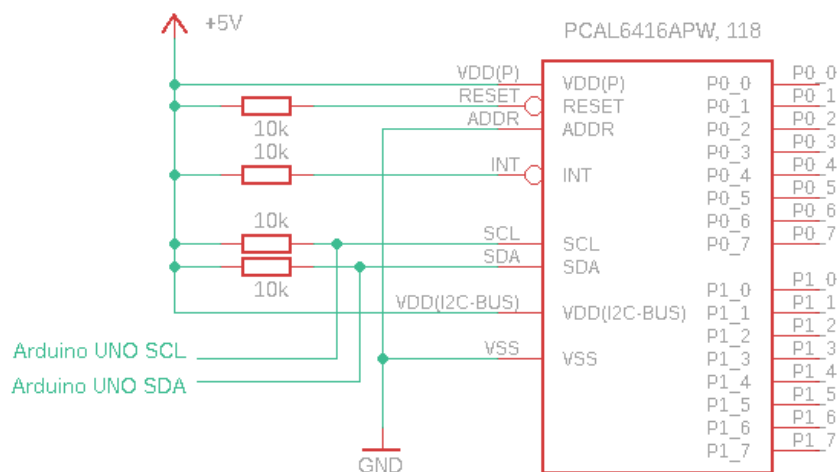 +5V
PCAL6416APW, 118
VDD(P)
RESET
ADDR
INT
SCL
SDA
VDD(I2C-BUS)
VSS
10k
10k
10k
10k
VDD(P)
RESET
ADDR
INT
SCL
SDA
VDD(I2C-BUS)
VSS
P0_0
P0_1
P0_2
P0_3
P0_4
P0_5
P0_6
P0_7
P1_0
P1_1
P1_2
P1_3
P1_4
P1_5
P1_6
P1_7
P0_0
P0_1
P0_2
P0_3
P0_4
P0_5
P0_6
P0_7
P1_0
P1_1
P1_2
P1_3
P1_4
P1_5
P1_6
P1_7
Arduino UNO SCL
Arduino UNO SDA
GND